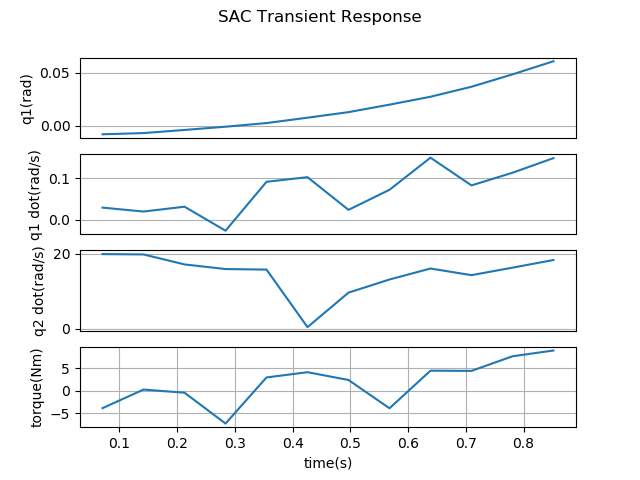 SAC Transient Response
q1(rad)
0.05
0.00
q1 dot(rad/s)
0.1
0.0
q2 dot(rad/s)
20
0
torque(Nm)
5
0
−5
0.1 0.2 0.3 0.4 0.5 0.6 0.7 0.8
time(s)